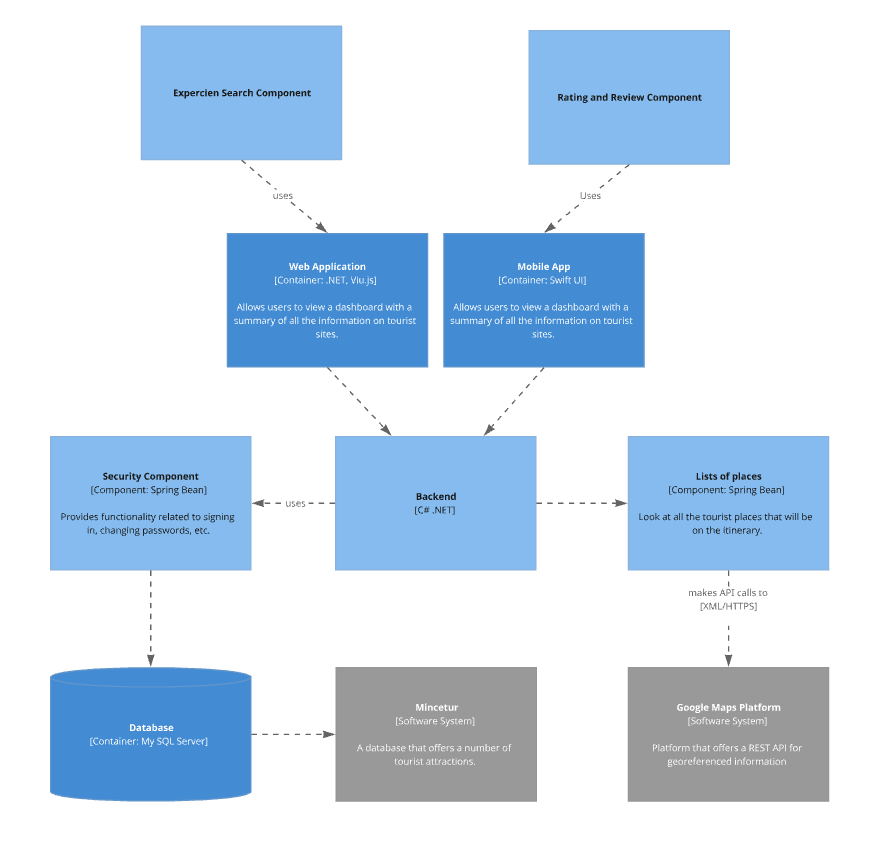 Expercien Search Component
Rating and Review Component
uses
Uses
Web Application
[Container: .NET, Viu.js]
Allows users to view a dashboard with a
summary of all the information on tourist
sites.
Mobile App
[Container: Swift UI]
Allows users to view a dashboard with a
summary of all the information on tourist
sites.
Security Component
[Component: Spring Bean]
Provides functionality related to signing
in, changing passwords, etc.
uses
Backend
[C# .NET]
Lists of places
[Component: Spring Bean]
Look at all the tourist places that will be
on the itinerary.
makes API calls to
[XML/HTTPS]
Database
[Container: My SQL Server]
Mincetur
[Software System]
A database that offers a number of
tourist attractions.
Google Maps Platform
[Software System]
Platform that offers a REST API for
georeferenced information